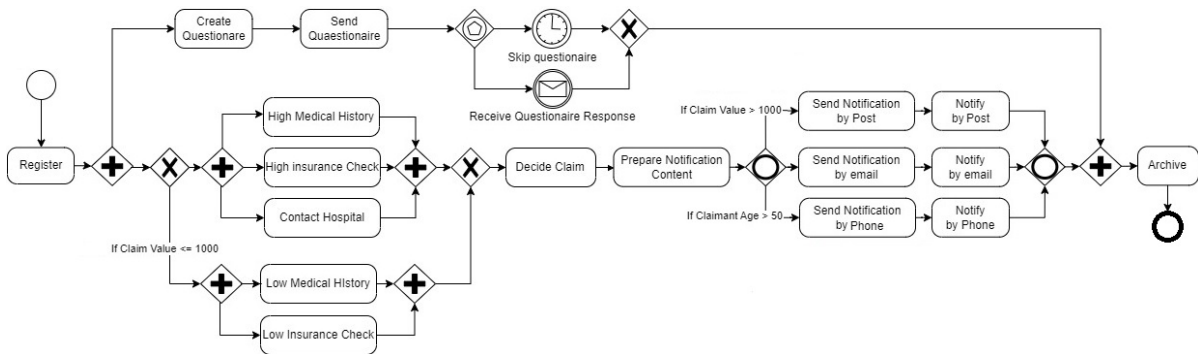 Create
Questionare
Send
Quaestionaire
Skip questionaire
Receive Questionaire Response
If Claim Value > 1000
Send Notification
by Post
Notify
by Post
High Medical History
Register
High insurance Check
Decide Claim
Prepare Notification
Content
Send Notification
by email
Notify
by email
Archive
Contact Hospital
If Claimant Age > 50
Send Notification
by Phone
Notify
by Phone
If Claim Value <= 1000
Low Medical HIstory
Low Insurance Check